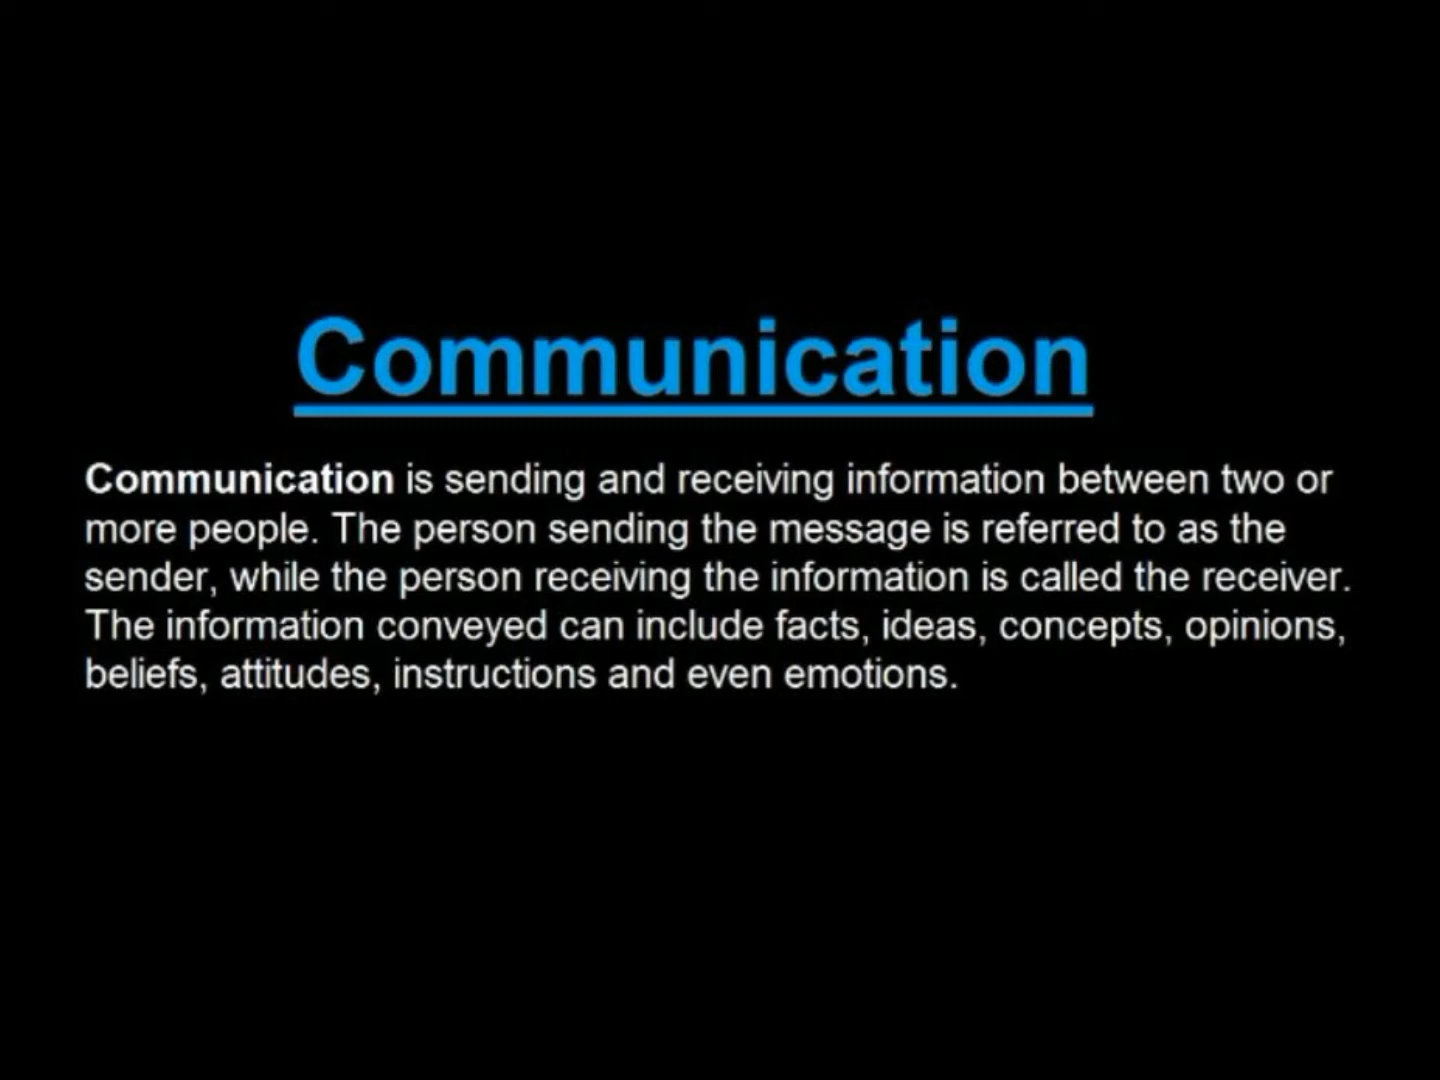 Communication
Communication is sending and receiving information between two or
more people. The person sending the message is referred to as the
sender, while the person receiving the information is called the receiver.
The information conveyed can include facts, ideas, concepts, opinions,
beliefs, attitudes, instructions and even emotions.